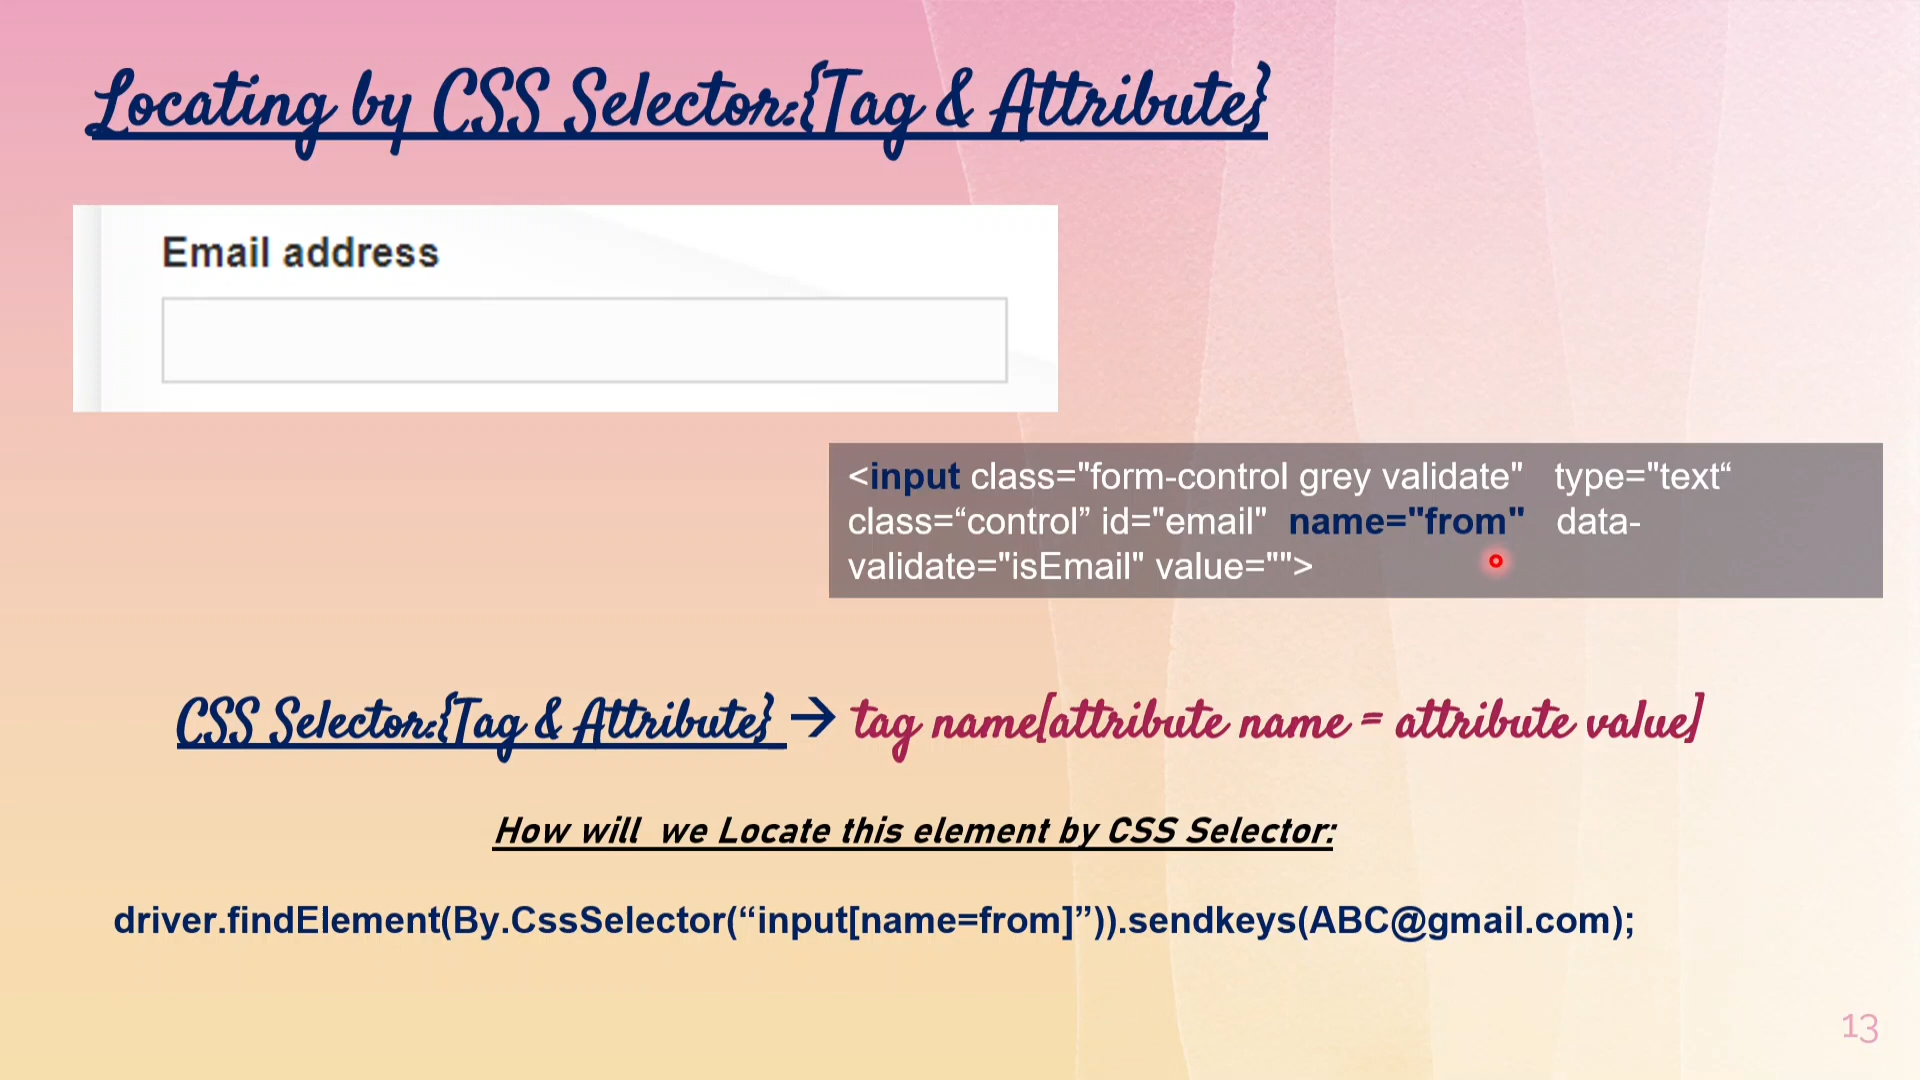 Locating by CSS Selector:{Tag & Attribute}
Email address
<input class="form-control grey validate" type="text“
class=“control” id="email" name="from" data-
validate="isEmail" value="">
CSS Selector:{Tag & Attribute} → tag name[attribute name = attribute value]
How will we Locate this element by CSS Selector:
driver.findElement(By.CssSelector(“input[name=from]”)).sendkeys(ABC@gmail.com);
13